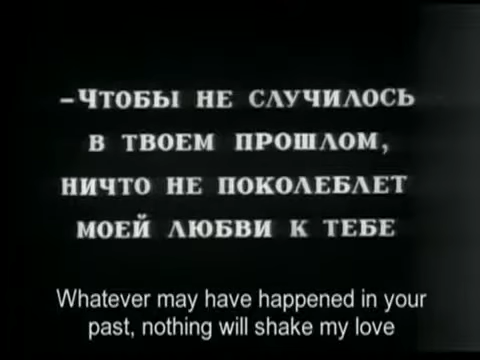 –Чтобы не случилось
в твоем прошлом,
ничто не поколеблет
моей любви к тебе
Whatever may have happened in your
past, nothing will shake my love